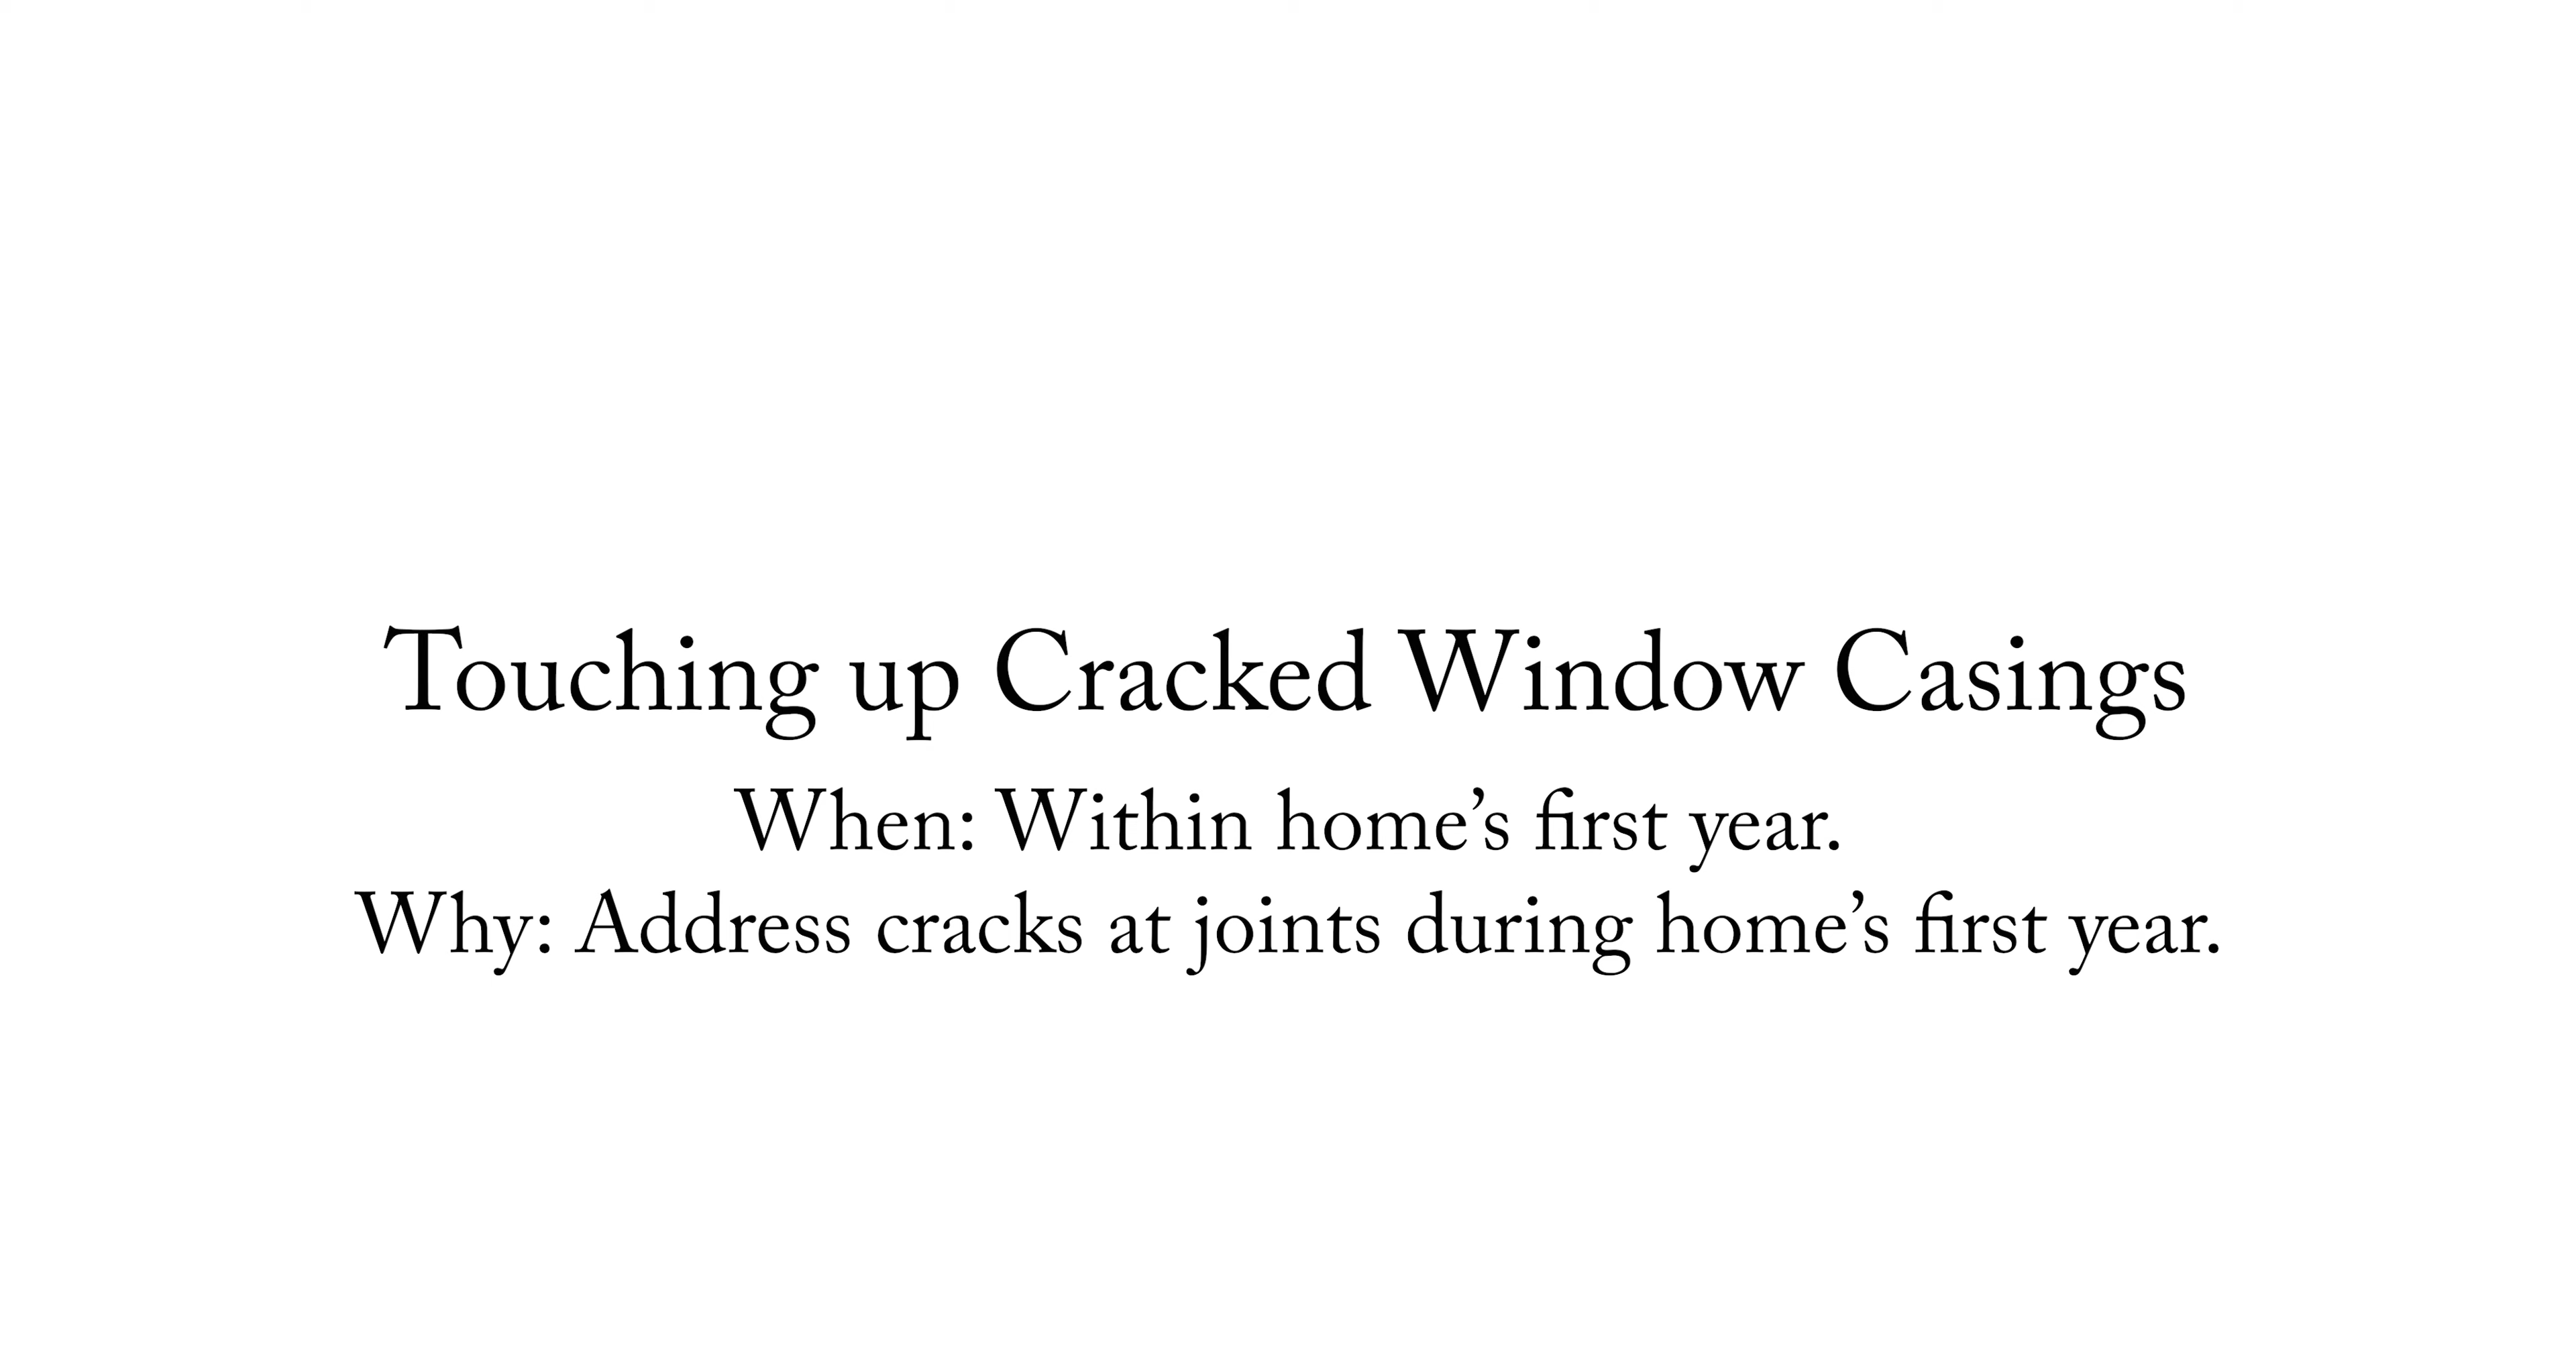 Touching up Cracked Window Casings
When: Within home’s first year.
Why: Address cracks at joints during home’s first year.